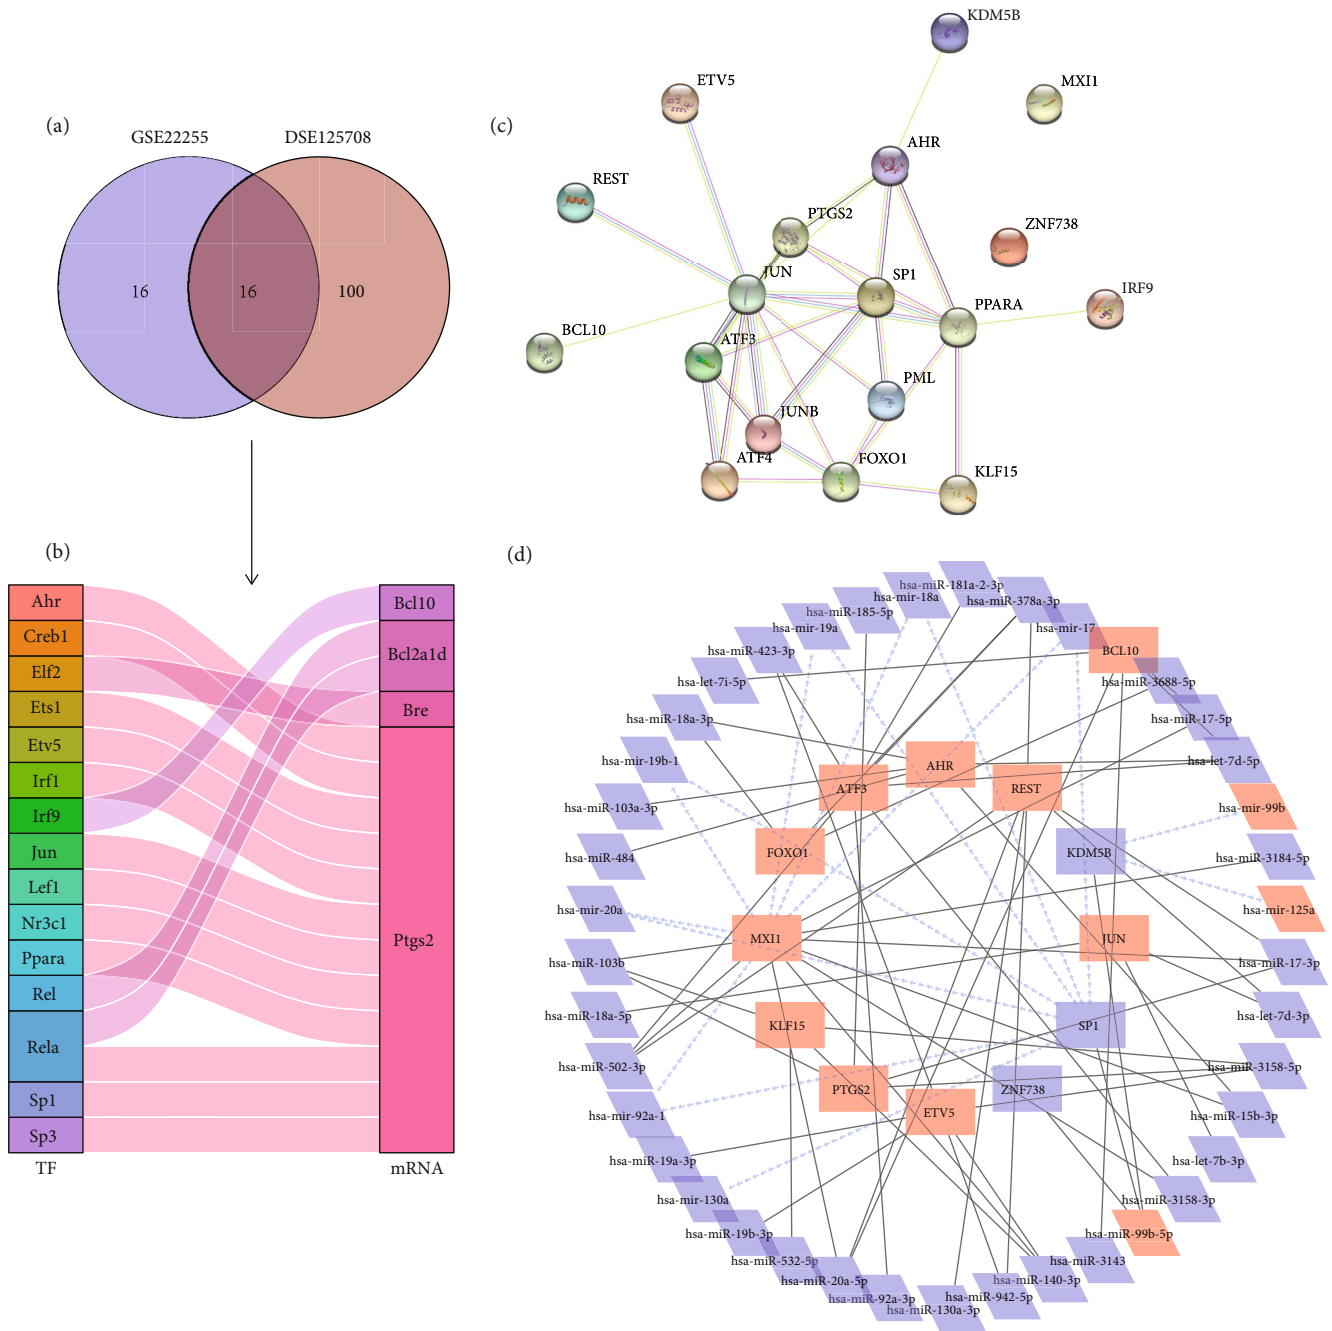 (a)
GSE22255
DSE125708
16
16
100
(b)
Ahr
Creb1
Elf2
Ets1
Etv5
Irf1
Irf9
Jun
Lef1
Nr3c1
Ppara
Rel
Rela
Sp1
Sp3
TF
Bcl10
Bcl2a1d
Bre
Ptgs2
mRNA
(c)
KDM5B
MXI1
ETV5
AHR
REST
PTGS2
ZNF738
JUN
SP1
IRF9
PPARA
BCL10
ATF3
PML
JUNB
ATF4
FOXO1
KLF15
(d)
hsa-miR-181a-2-3p
hsa-mir-18a
hsa-miR-378a-3p
hsa-miR-185-5p
hsa-mir-19a
hsa-mir-17
hsa-miR-423-3p
BCL10
hsa-let-7i-5p
hsa-miR-3688-5p
hsa-miR-18a-3p
hsa-miR-17-5p
hsa-mir-19b-1
hsa-let-7d-5p
AHR
ATF3
REST
hsa-miR-103a-3p
hsa-mir-99b
FOXO1
KDM5B
hsa-miR-484
hsa-miR-3184-5p
hsa-mir-20a
hsa-mir-125a
MXI1
JUN
hsa-miR-103b
hsa-miR-17-3p
hsa-miR-18a-5p
hsa-let-7d-3p
KLF15
SP1
hsa-miR-502-3p
hsa-miR-3158-5p
PTGS2
ZNF738
ETV5
hsa-mir-92a-1
hsa-miR-15b-3p
hsa-miR-19a-3p
hsa-let-7b-3p
hsa-mir-130a
hsa-miR-3158-3p
hsa-miR-19b-3p
hsa-miR-99b-5p
hsa-miR-532-5p
hsa-miR-3143
hsa-miR-20a-5p
hsa-miR-140-3p
hsa-miR-92a-3p
hsa-miR-942-5p
hsa-miR-130a-3p